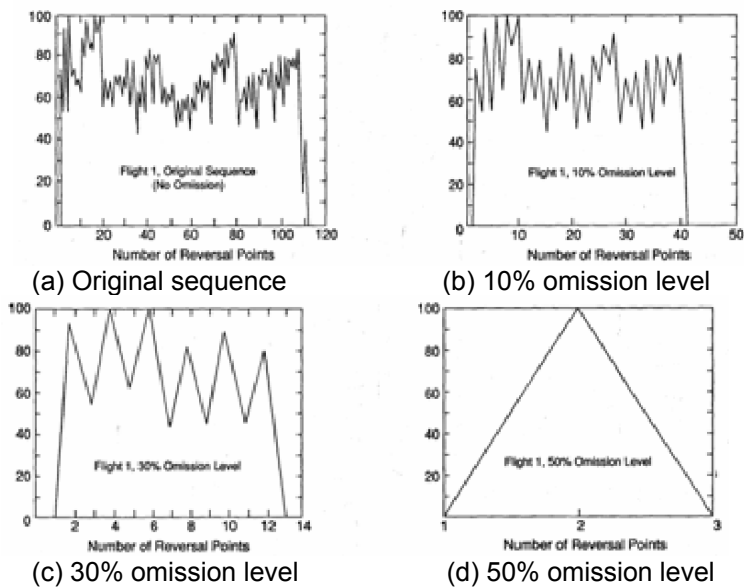 100
80
60
40
20
0
Flight 1, Original Sequence
(No Omission)
20 40 60 80 100 120
Number of Reversal Points
(a) Original sequence
100
80
60
40
20
0
Flight 1, 10% Omission Level
10 20 30 40 50
Number of Reversal Points
(b) 10% omission level
100
80
60
40
20
0
Flight 1, 30% Omission Level
2 4 6 8 10 12 14
Number of Reversal Points
(c) 30% omission level
100
80
60
40
20
Flight 1, 50% Omission Level
1 2 3
Number of Reversal Points
(d) 50% omission level